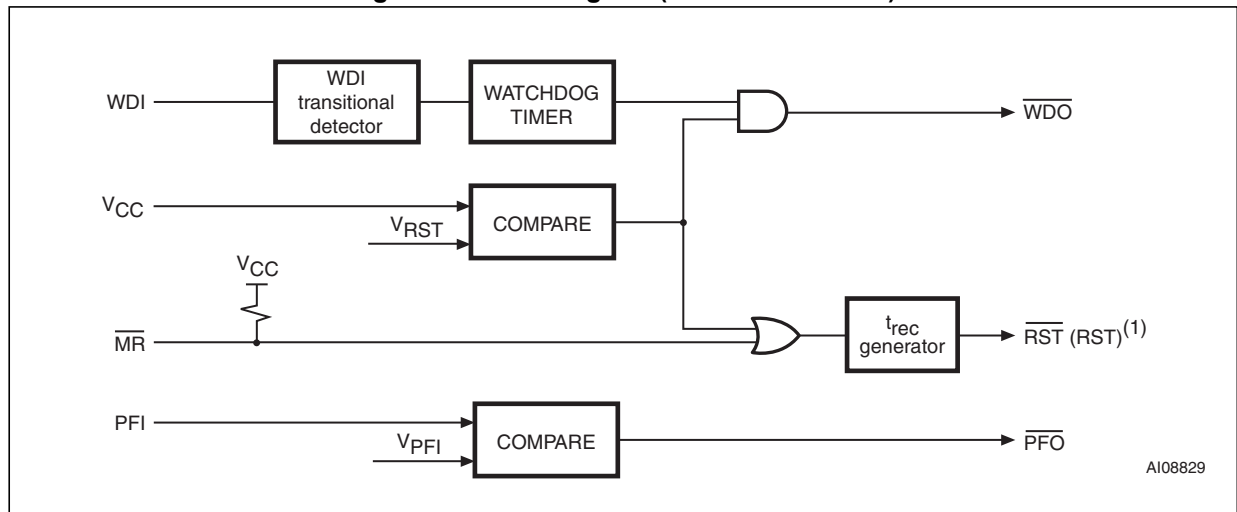 WDI
WDI
transitional
detector
WATCHDOG
TIMER
WDO
VCC
VRST
COMPARE
VCC
MR
trec
generator
RST (RST)(1)
PFI
VPFI
COMPARE
PFO
AI08829